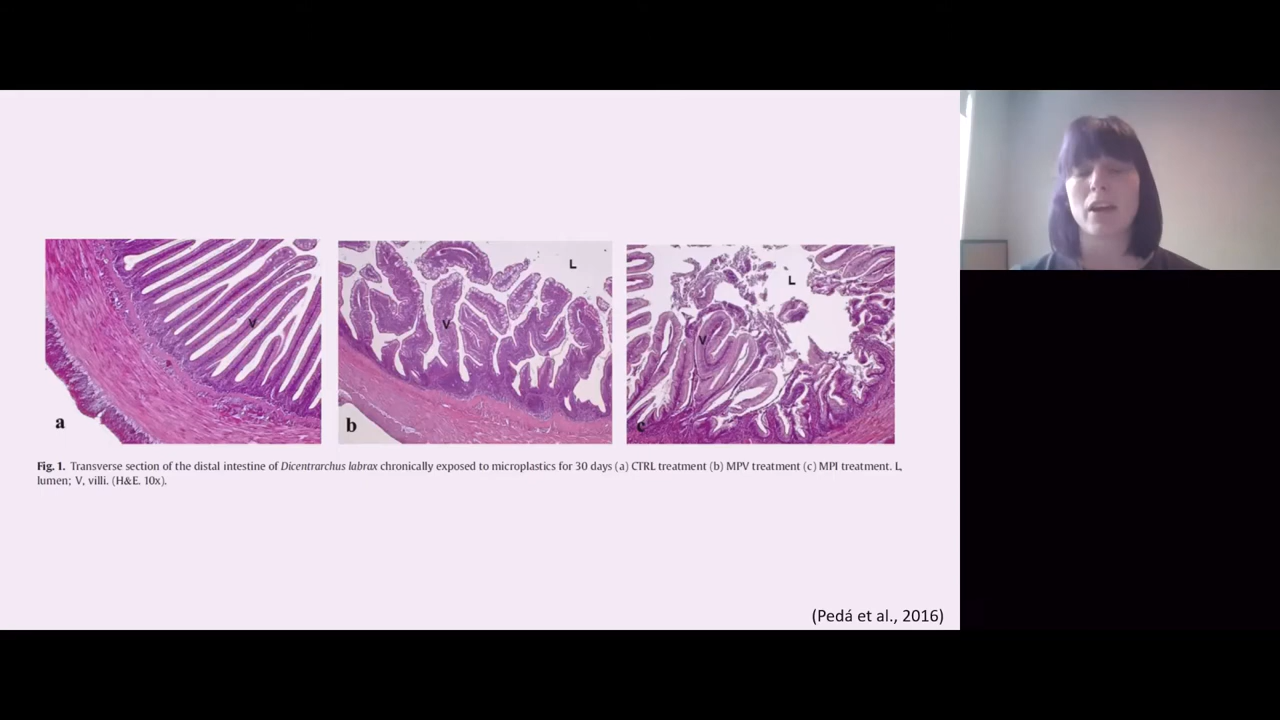 V
L
V
L
V
a
b
c
Fig. 1. Transverse section of the distal intestine of Dicentrarchus labrax chronically exposed to microplastics for 30 days (a) CTRL treatment (b) MPV treatment (c) MPI treatment. L,
lumen; V, villi. (H&E. 10x).
(Pedá et al., 2016)